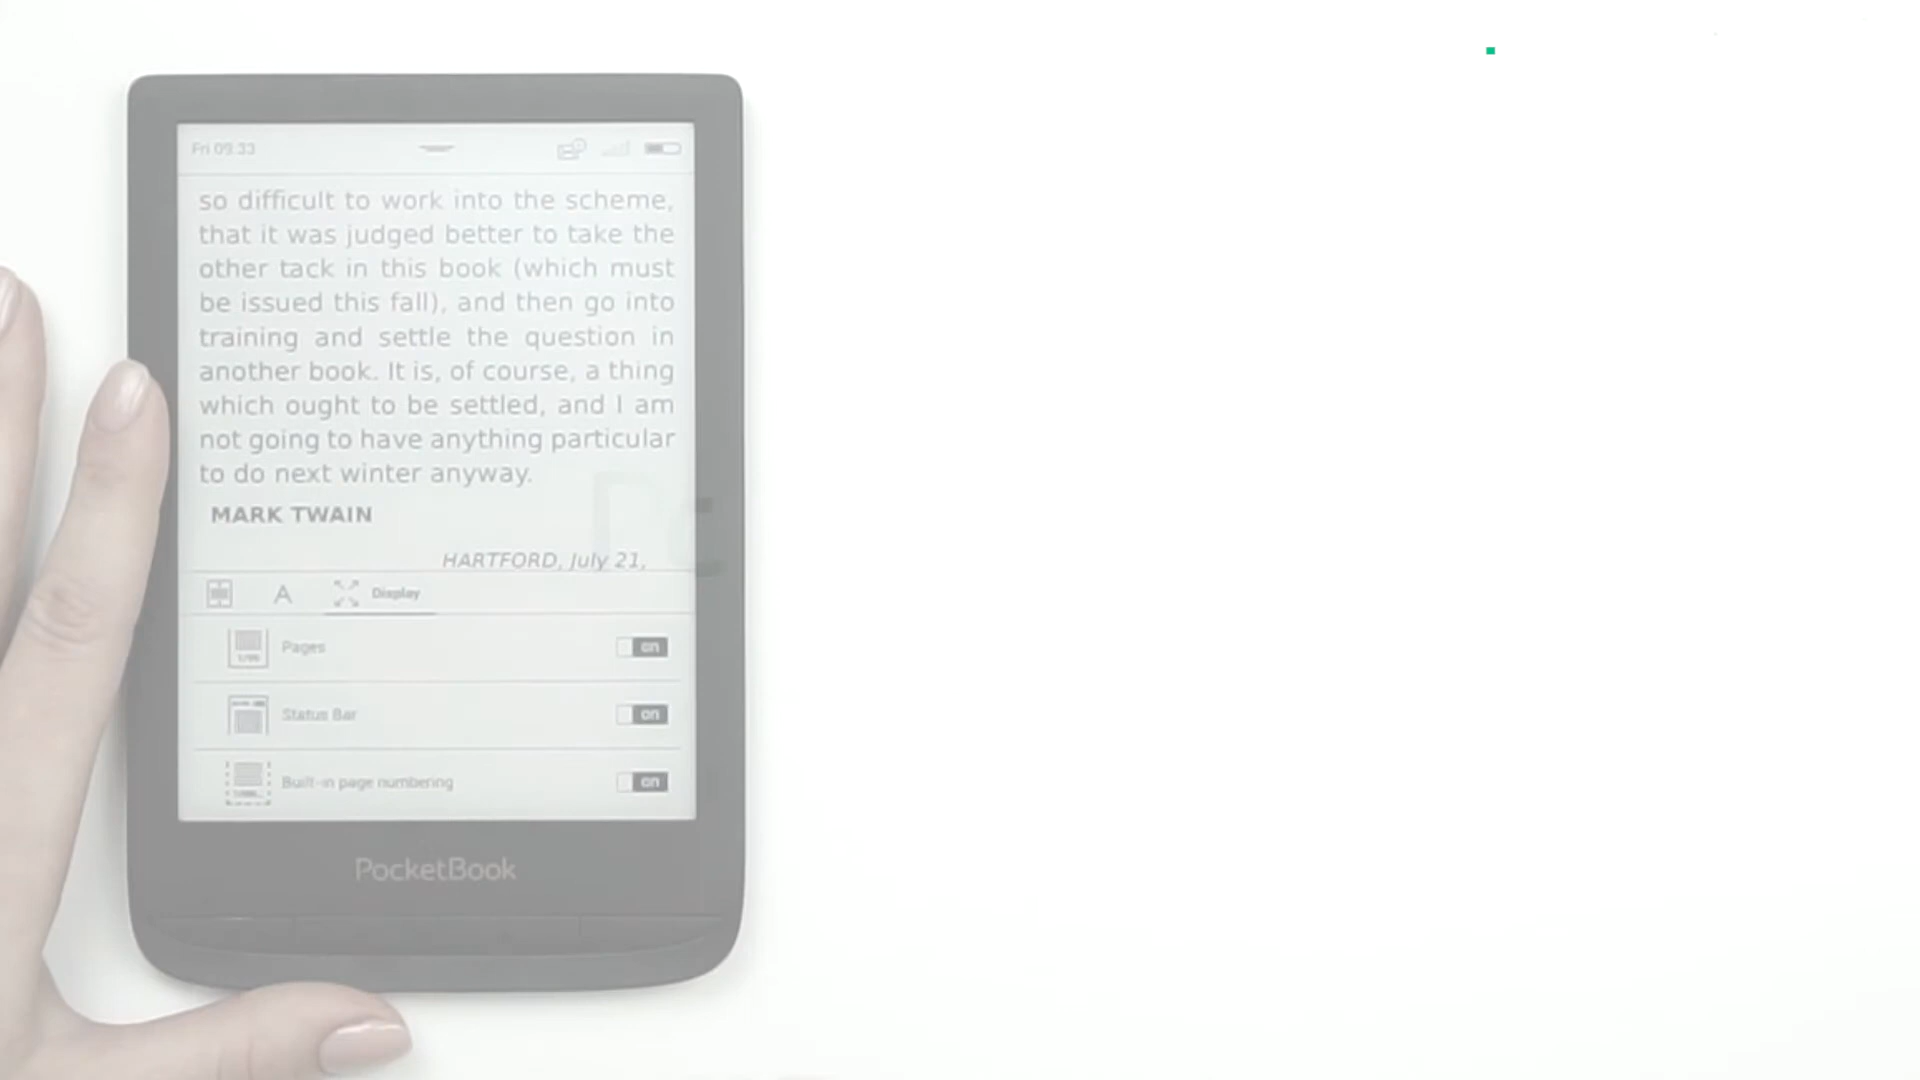 Fri 09:33
so difficult to work into the scheme,
that it was judged better to take the
other tack in this book (which must
be issued this fall), and then go into
training and settle the question in
another book. It is, of course, a thing
which ought to be settled, and I am
not going to have anything particular
to do next winter anyway.
MARK TWAIN
HARTFORD, July 21,
A Display
Pages on
Status Bar on
Built-in page numbering on
PocketBook